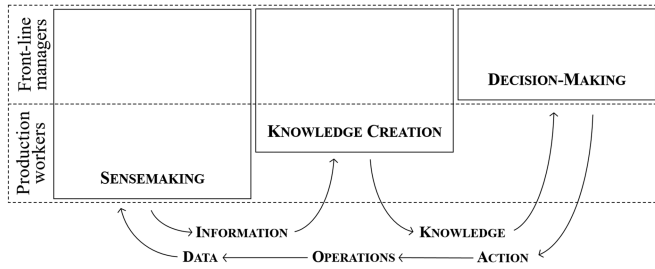 Front-line
managers
Production
workers
DECISION-MAKING
KNOWLEDGE CREATION
SENSEMAKING
INFORMATION
KNOWLEDGE
DATA
OPERATIONS
ACTION